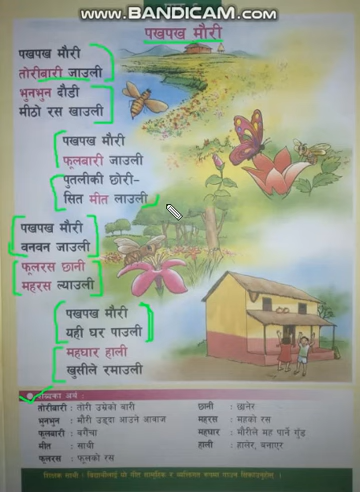 www.BANDICAM.com
पखपख मौरी
पखपख मौरी
तोरीबारी जाउली
भुनभुन दौडी
मीठो रस खाउली
पखपख मौरी
फूलबारी जाउली
पुतलीकी छोरी–
सित मीत लाउली
पखपख मौरी
वनवन जाउली
फूलरस छानी
महरस ल्याउली
पखपख मौरी
यही घर पाउली
महघार हाली
खुसीले रमाउली
शब्दका अर्थ :
तोरीबारी : तोरी उम्रेको बारी
छानी : छानेर
भुनभुन : मौरी उड्दा आउने आवाज
महरस : महको रस
फूलबारी : बगैँचा
महघार : मौरीले मह पार्ने गुँड
मीत : साथी
हाली : हालेर, बनाएर
फूलरस : फूलको रस